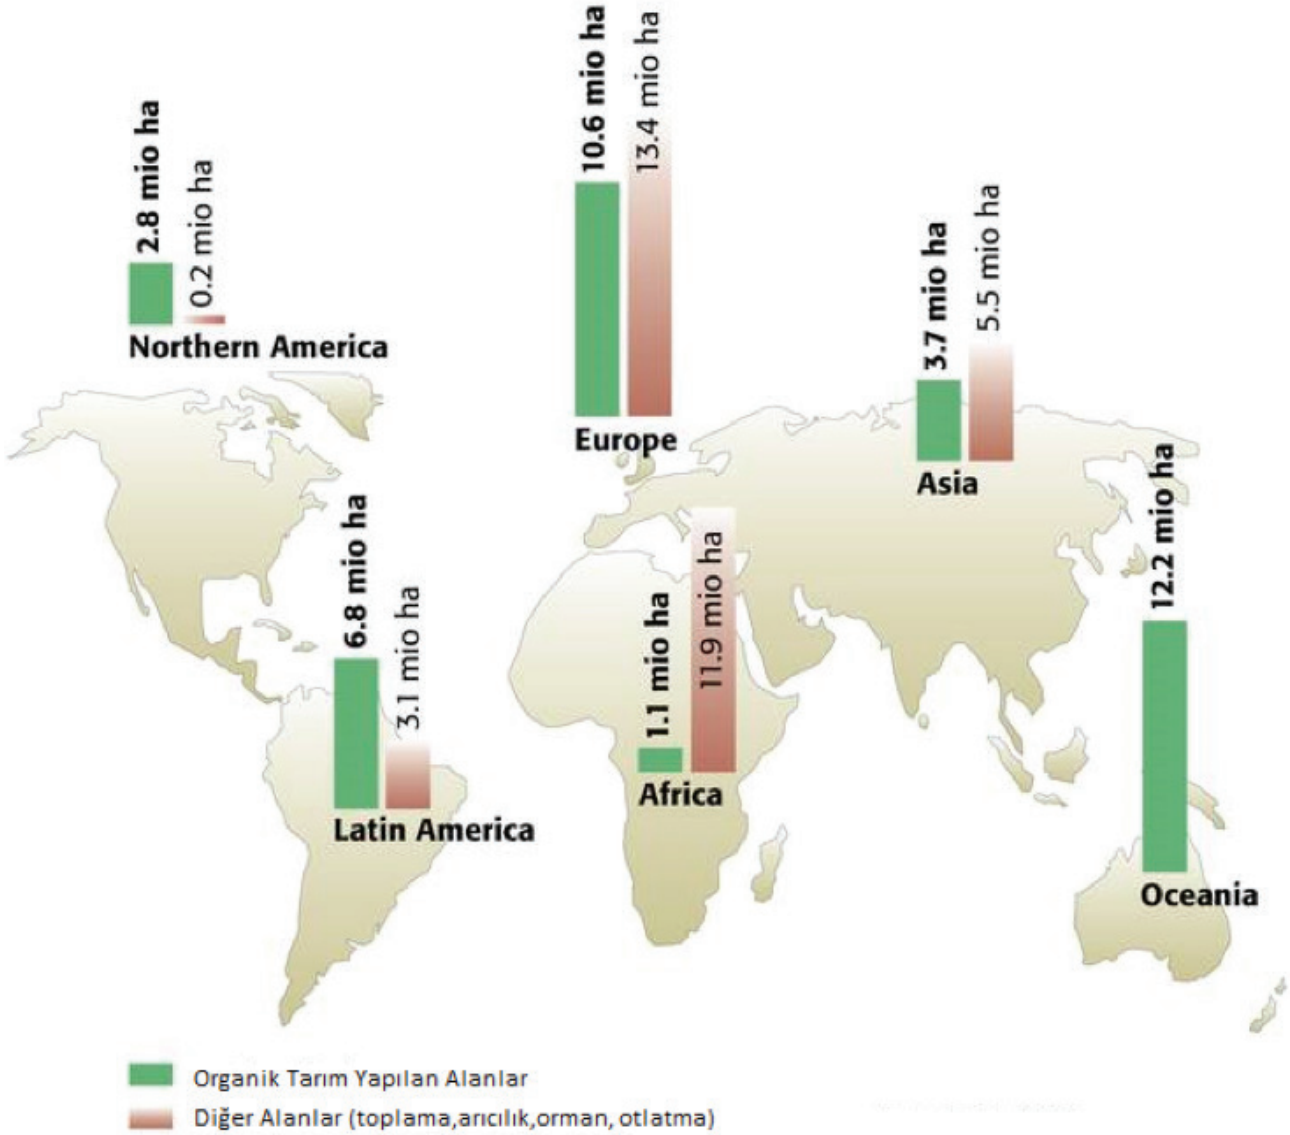 10.6 mio ha
13.4 mio ha
2.8 mio ha
0.2 mio ha
Northern America
3.7 mio ha
5.5 mio ha
Europe
Asia
12.2 mio ha
6.8 mio ha
3.1 mio ha
1.1 mio ha
11.9 mio ha
Africa
Latin America
Oceania
Organik Tarım Yapılan Alanlar
Diğer Alanlar (toplama,arıcılık,orman, otlatma)